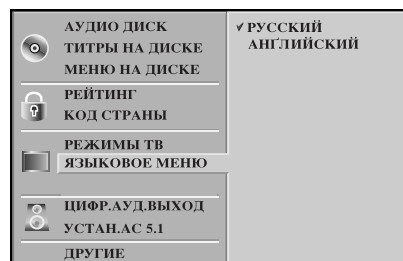 АУДИО ДИСК
ТИТРЫ НА ДИСКЕ
МЕНЮ НА ДИСКЕ
РЕЙТИНГ
КОД СТРАНЫ
РЕЖИМЫ ТВ
ЯЗЫКОВОЕ МЕНЮ
ЦИФР.АУД.ВЫХОД
УСТАН.АС 5.1
ДРУГИЕ
✓ РУССКИЙ
АНГЛИЙСКИЙ